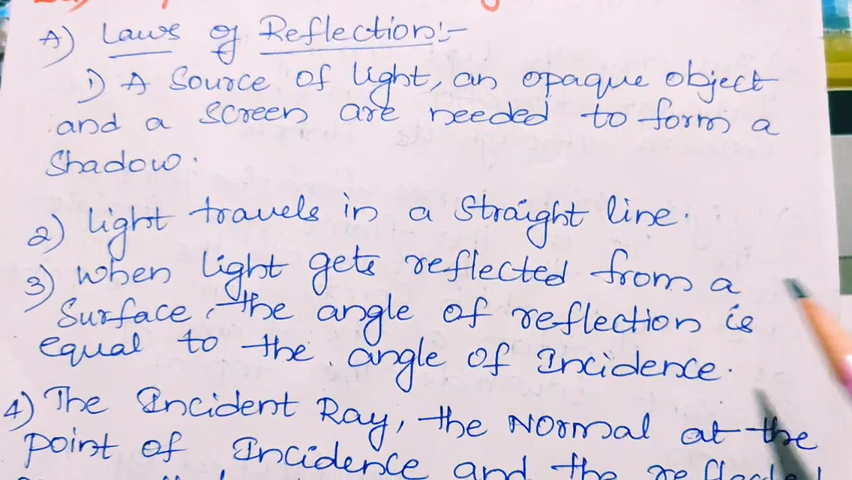 A) Laws of Reflection:-
1) A source of light, an opaque object
and a screen are needed to form a
shadow.
2) light travels in a straight line.
3) when light gets reflected from a
Surface, the angle of reflection is
equal to the angle of Incidence.
4) The Incident Ray, the Normal at the
point of Incidence and the reflected